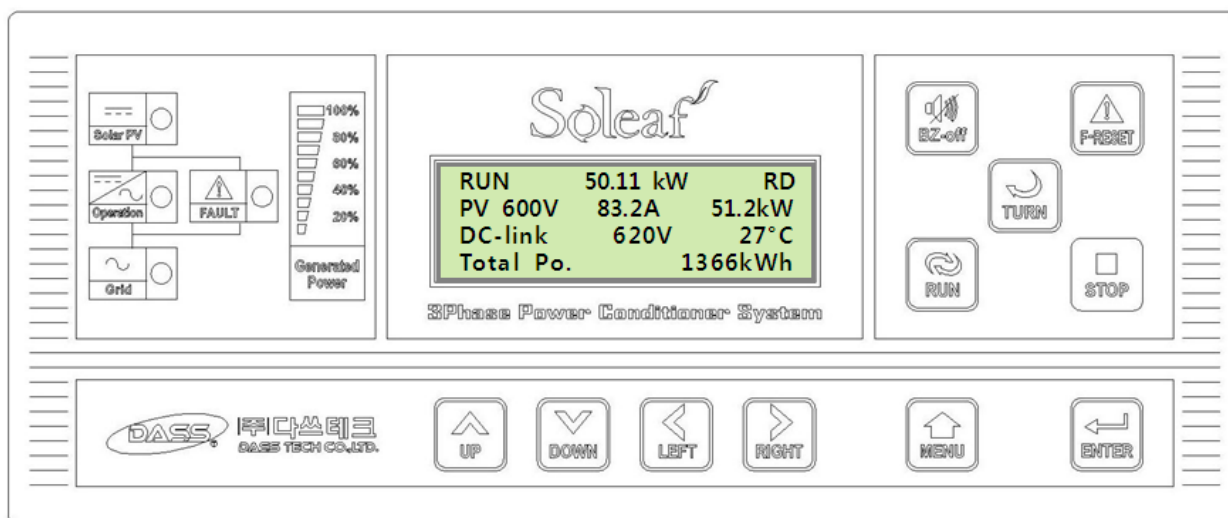 Solar PV
Operation
FAULT
Grid
100%
80%
60%
40%
20%
Generated
Power
Soleaf
RUN 50.11 kW RD
PV 600V 83.2A 51.2kW
DC-link 620V 27°C
Total Po. 1366kWh
3Phase Power Conditioner System
BZ-off
F-RESET
TURN
RUN
STOP
DASS
㈜다쓰테크
DASS TECH CO.,LTD.
UP
DOWN
LEFT
RIGHT
MENU
ENTER